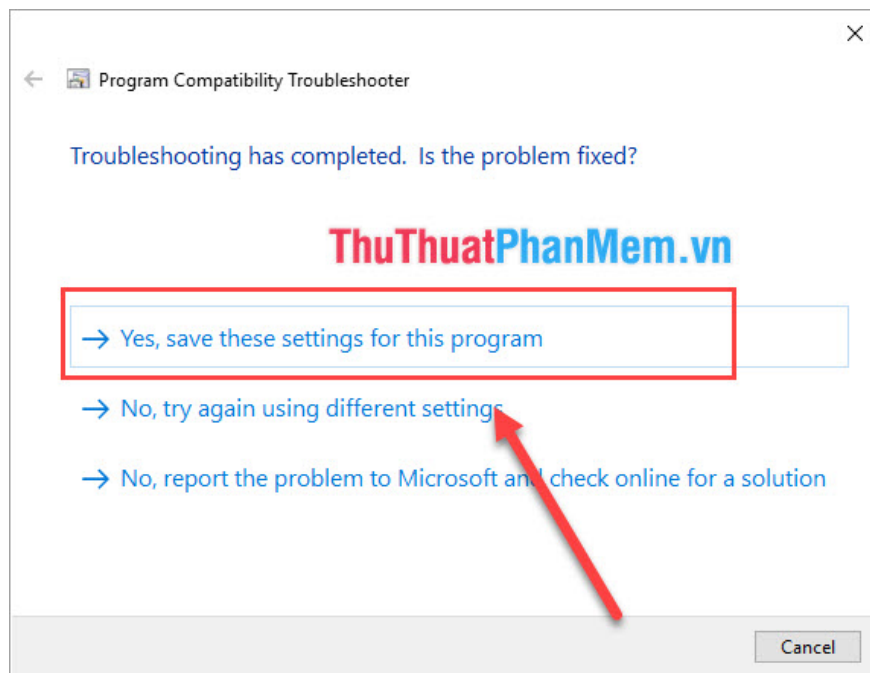 Program Compatibility Troubleshooter
Troubleshooting has completed. Is the problem fixed?
ThuThuatPhanMem.vn
Yes, save these settings for this program
No, try again using different settings
No, report the problem to Microsoft and check online for a solution
Cancel